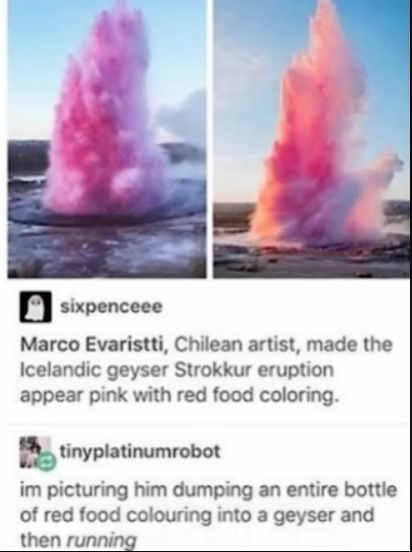 sixpenceee
Marco Evaristti, Chilean artist, made the
Icelandic geyser Strokkur eruption
appear pink with red food coloring.
tinyplatinumrobot
im picturing him dumping an entire bottle
of red food colouring into a geyser and
then running